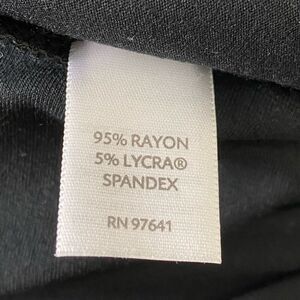 95% RAYON
5% LYCRA®
SPANDEX
RN 97641